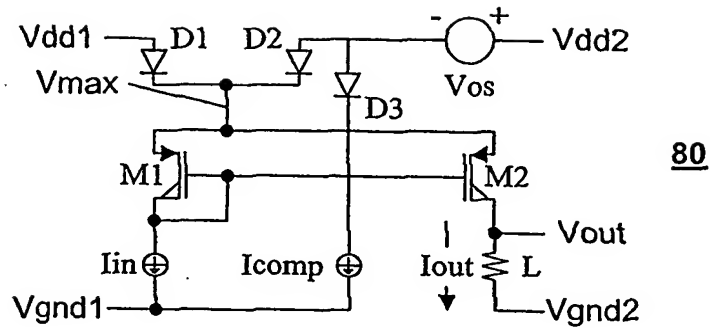 Vdd1 D1 D2 - + Vdd2
Vmax Vos
D3
M1 M2 80
Vout
Iin Icomp Iout L
Vgnd1 Vgnd2